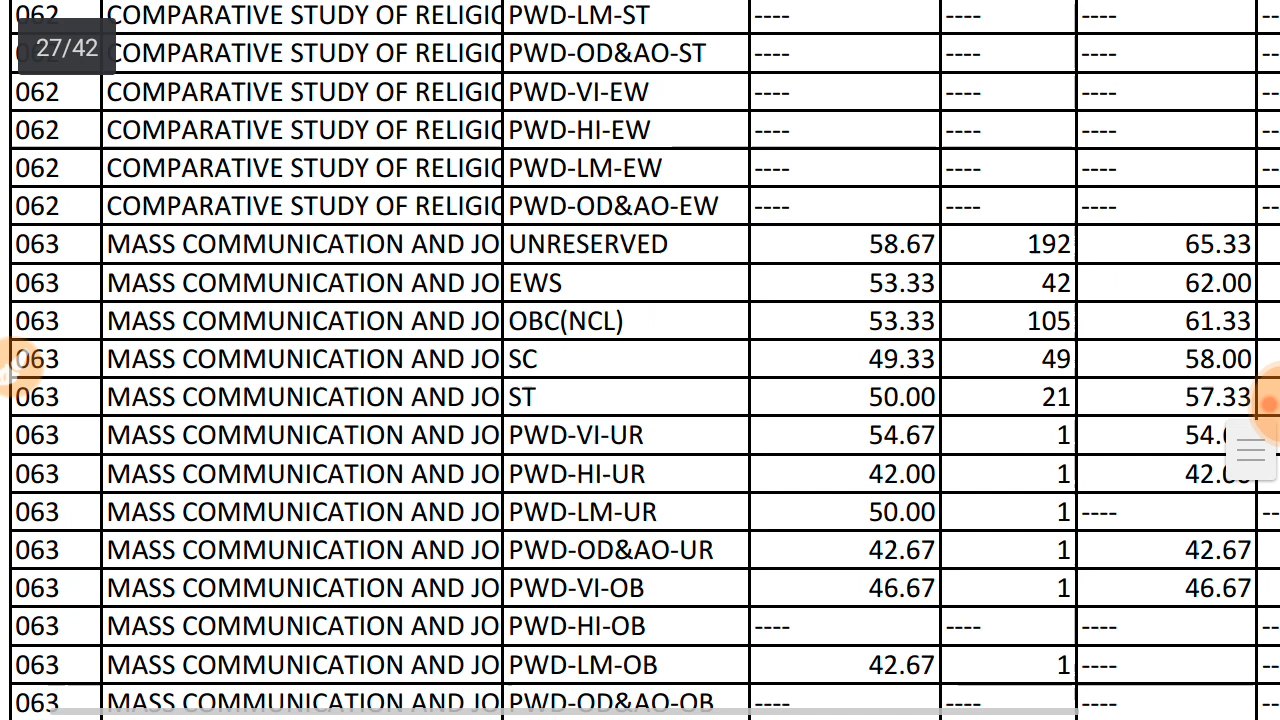 062 COMPARATIVE STUDY OF RELIGIO PWD-LM-ST ---- ---- ---- --
27/42
COMPARATIVE STUDY OF RELIGIO PWD-OD&AO-ST ---- ---- ---- --
062 COMPARATIVE STUDY OF RELIGIO PWD-VI-EW ---- ---- ---- --
062 COMPARATIVE STUDY OF RELIGIO PWD-HI-EW ---- ---- ---- --
062 COMPARATIVE STUDY OF RELIGIO PWD-LM-EW ---- ---- ---- --
062 COMPARATIVE STUDY OF RELIGIO PWD-OD&AO-EW ---- ---- ---- --
063 MASS COMMUNICATION AND JO UNRESERVED 58.67 192 65.33
063 MASS COMMUNICATION AND JO EWS 53.33 42 62.00
063 MASS COMMUNICATION AND JO OBC(NCL) 53.33 105 61.33
063 MASS COMMUNICATION AND JO SC 49.33 49 58.00
063 MASS COMMUNICATION AND JO ST 50.00 21 57.33
063 MASS COMMUNICATION AND JO PWD-VI-UR 54.67 1
063 MASS COMMUNICATION AND JO PWD-HI-UR 42.00 1
063 MASS COMMUNICATION AND JO PWD-LM-UR 50.00 1 ---- --
063 MASS COMMUNICATION AND JO PWD-OD&AO-UR 42.67 1 42.67
063 MASS COMMUNICATION AND JO PWD-VI-OB 46.67 1 46.67
063 MASS COMMUNICATION AND JO PWD-HI-OB ---- ---- ---- --
063 MASS COMMUNICATION AND JO PWD-LM-OB 42.67 1 ---- --
063 MASS COMMUNICATION AND JO PWD-OD&AO-OB ---- ---- ---- --